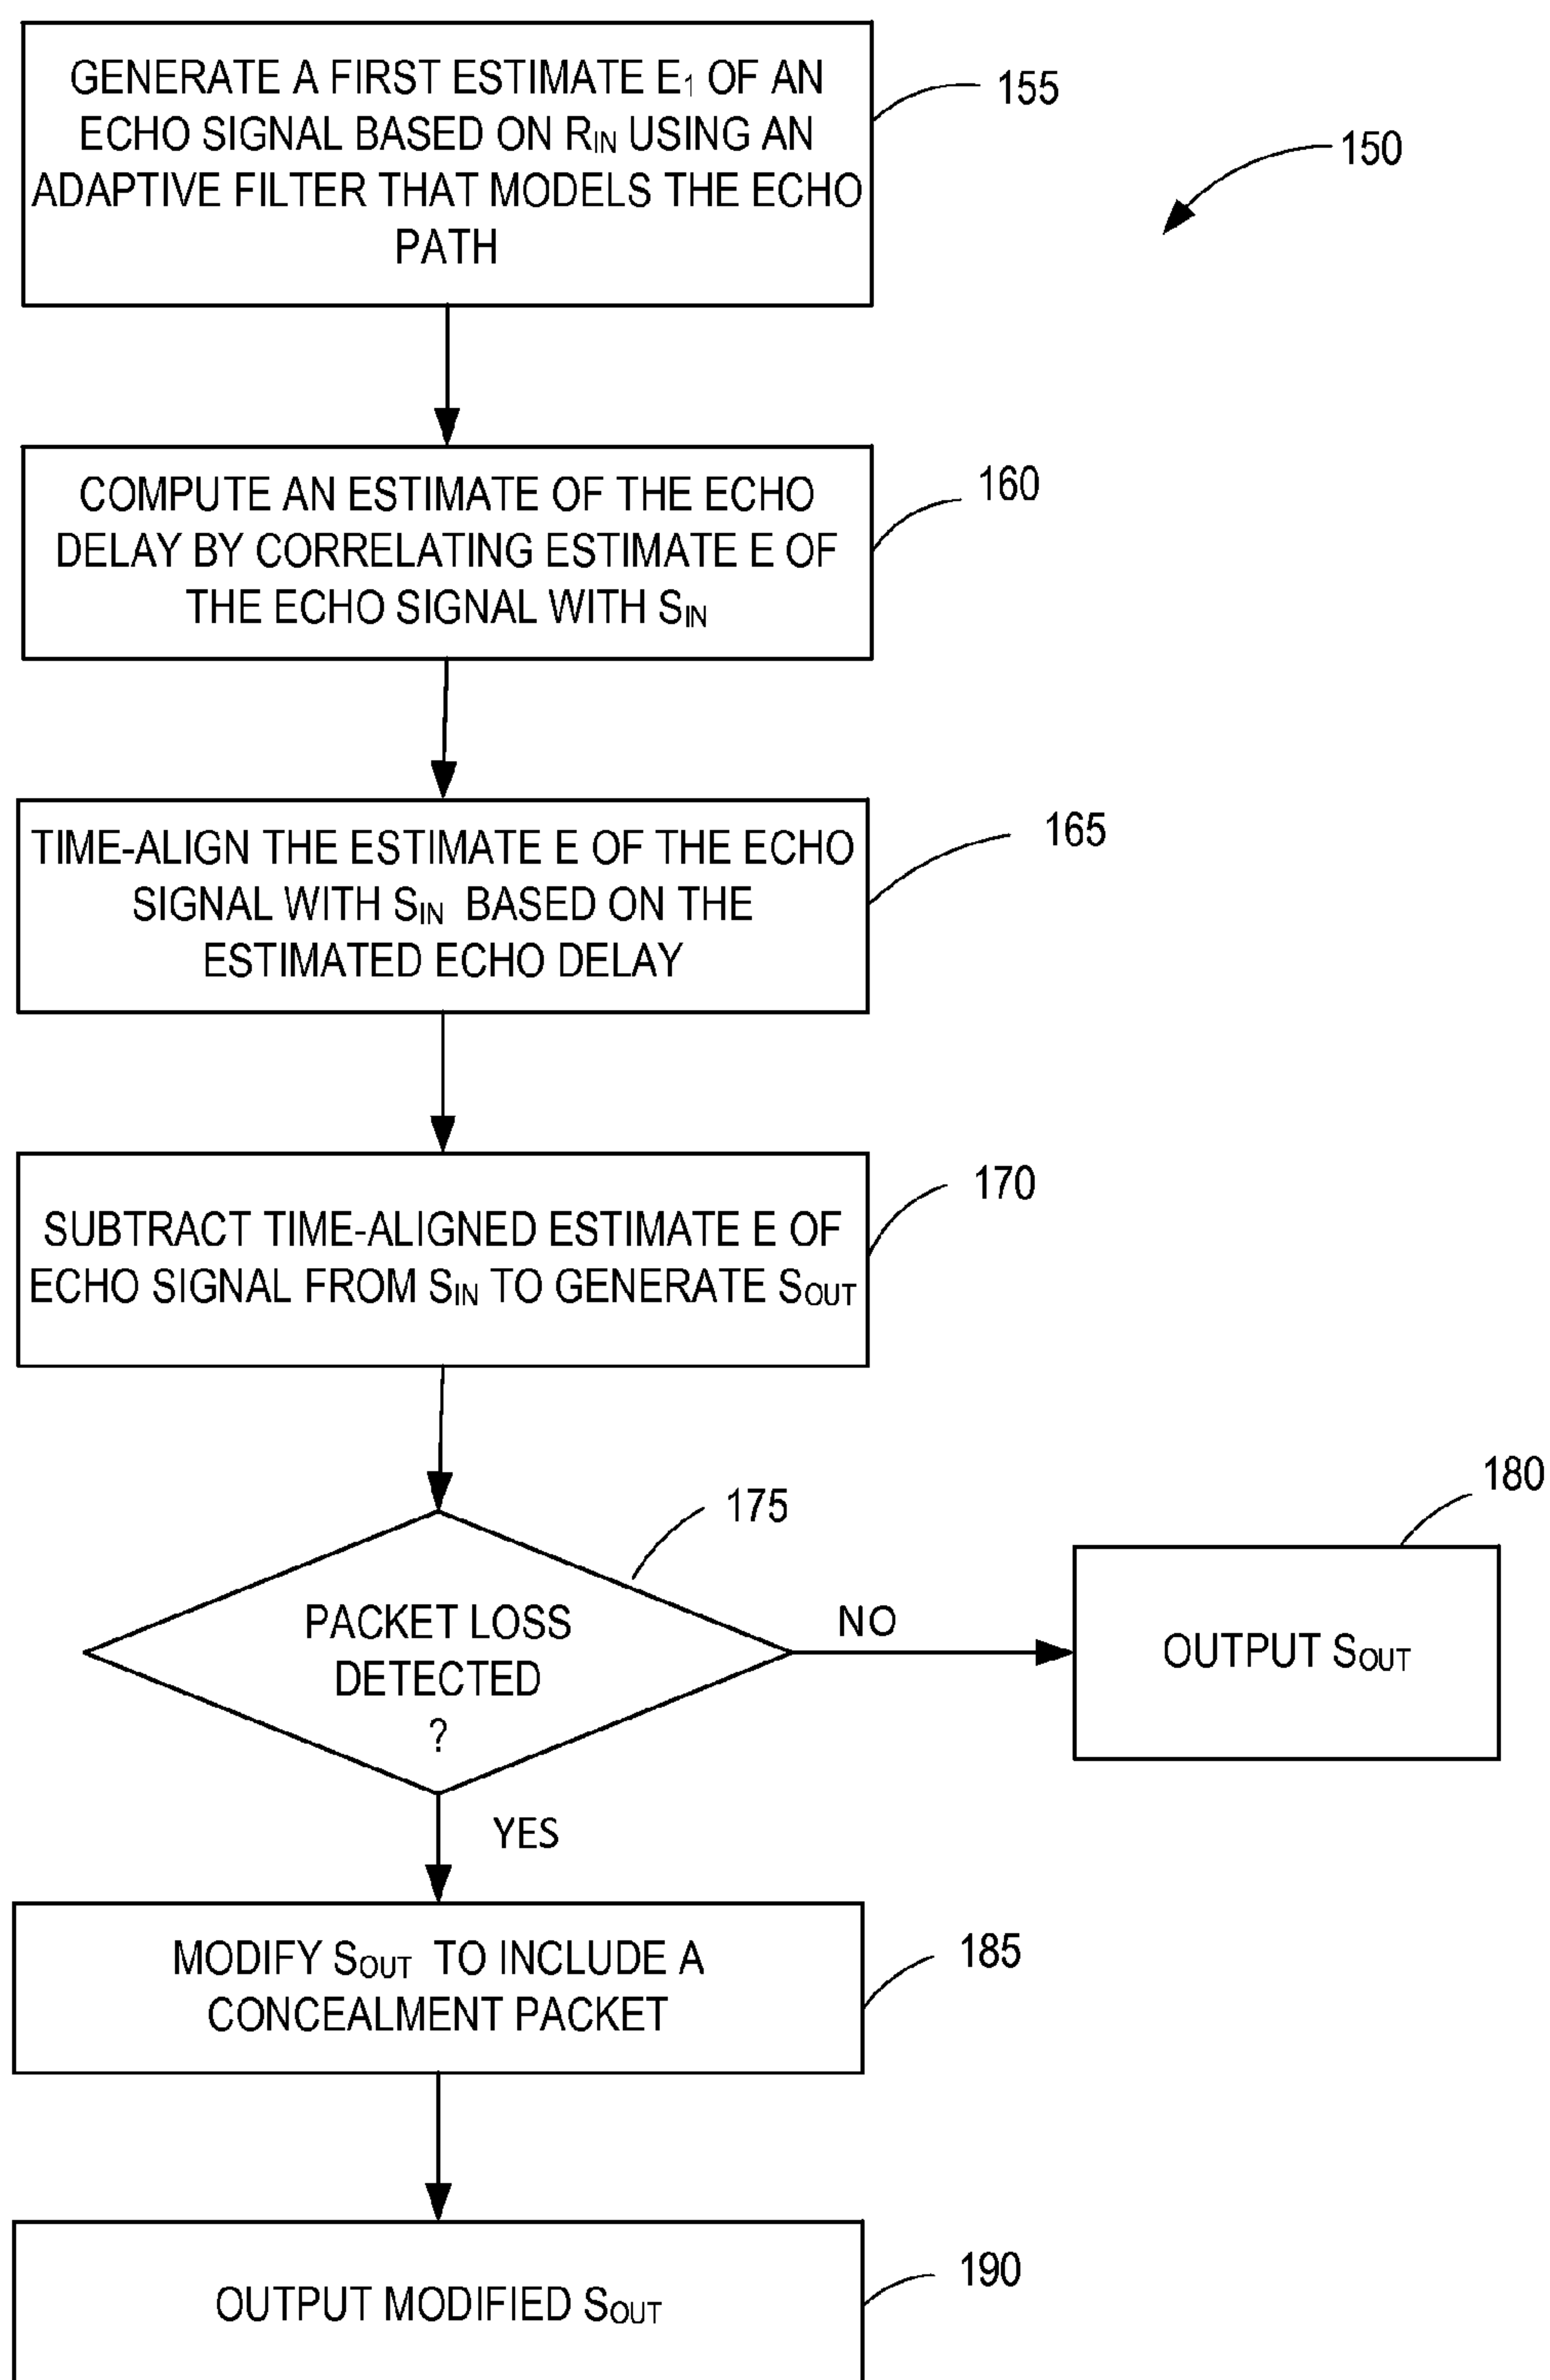 GENERATE A FIRST ESTIMATE E1 OF AN
ECHO SIGNAL BASED ON RIN USING AN
ADAPTIVE FILTER THAT MODELS THE ECHO
PATH
155
150
COMPUTE AN ESTIMATE OF THE ECHO
DELAY BY CORRELATING ESTIMATE E OF
THE ECHO SIGNAL WITH SIN
160
TIME-ALIGN THE ESTIMATE E OF THE ECHO
SIGNAL WITH SIN BASED ON THE
ESTIMATED ECHO DELAY
165
SUBTRACT TIME-ALIGNED ESTIMATE E OF
ECHO SIGNAL FROM SIN TO GENERATE SOUT
170
PACKET LOSS
DETECTED
?
175
NO
OUTPUT SOUT
180
YES
MODIFY SOUT TO INCLUDE A
CONCEALMENT PACKET
185
OUTPUT MODIFIED SOUT
190